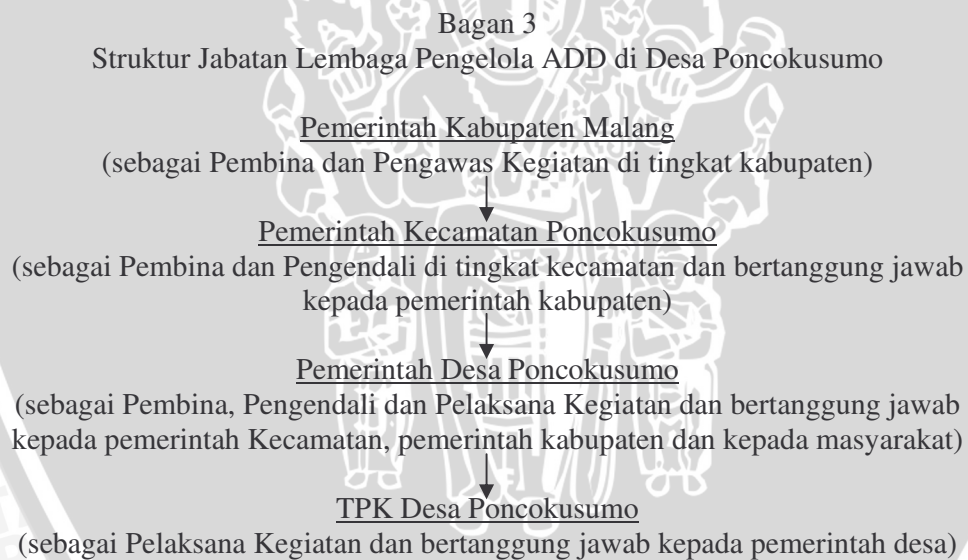 Bagan 3
Struktur Jabatan Lembaga Pengelola ADD di Desa Poncokusumo
Pemerintah Kabupaten Malang
(sebagai Pembina dan Pengawas Kegiatan di tingkat kabupaten)
Pemerintah Kecamatan Poncokusumo
(sebagai Pembina dan Pengendali di tingkat kecamatan dan bertanggung jawab
kepada pemerintah kabupaten)
Pemerintah Desa Poncokusumo
(sebagai Pembina, Pengendali dan Pelaksana Kegiatan dan bertanggung jawab
kepada pemerintah Kecamatan, pemerintah kabupaten dan kepada masyarakat)
TPK Desa Poncokusumo
(sebagai Pelaksana Kegiatan dan bertanggung jawab kepada pemerintah desa)